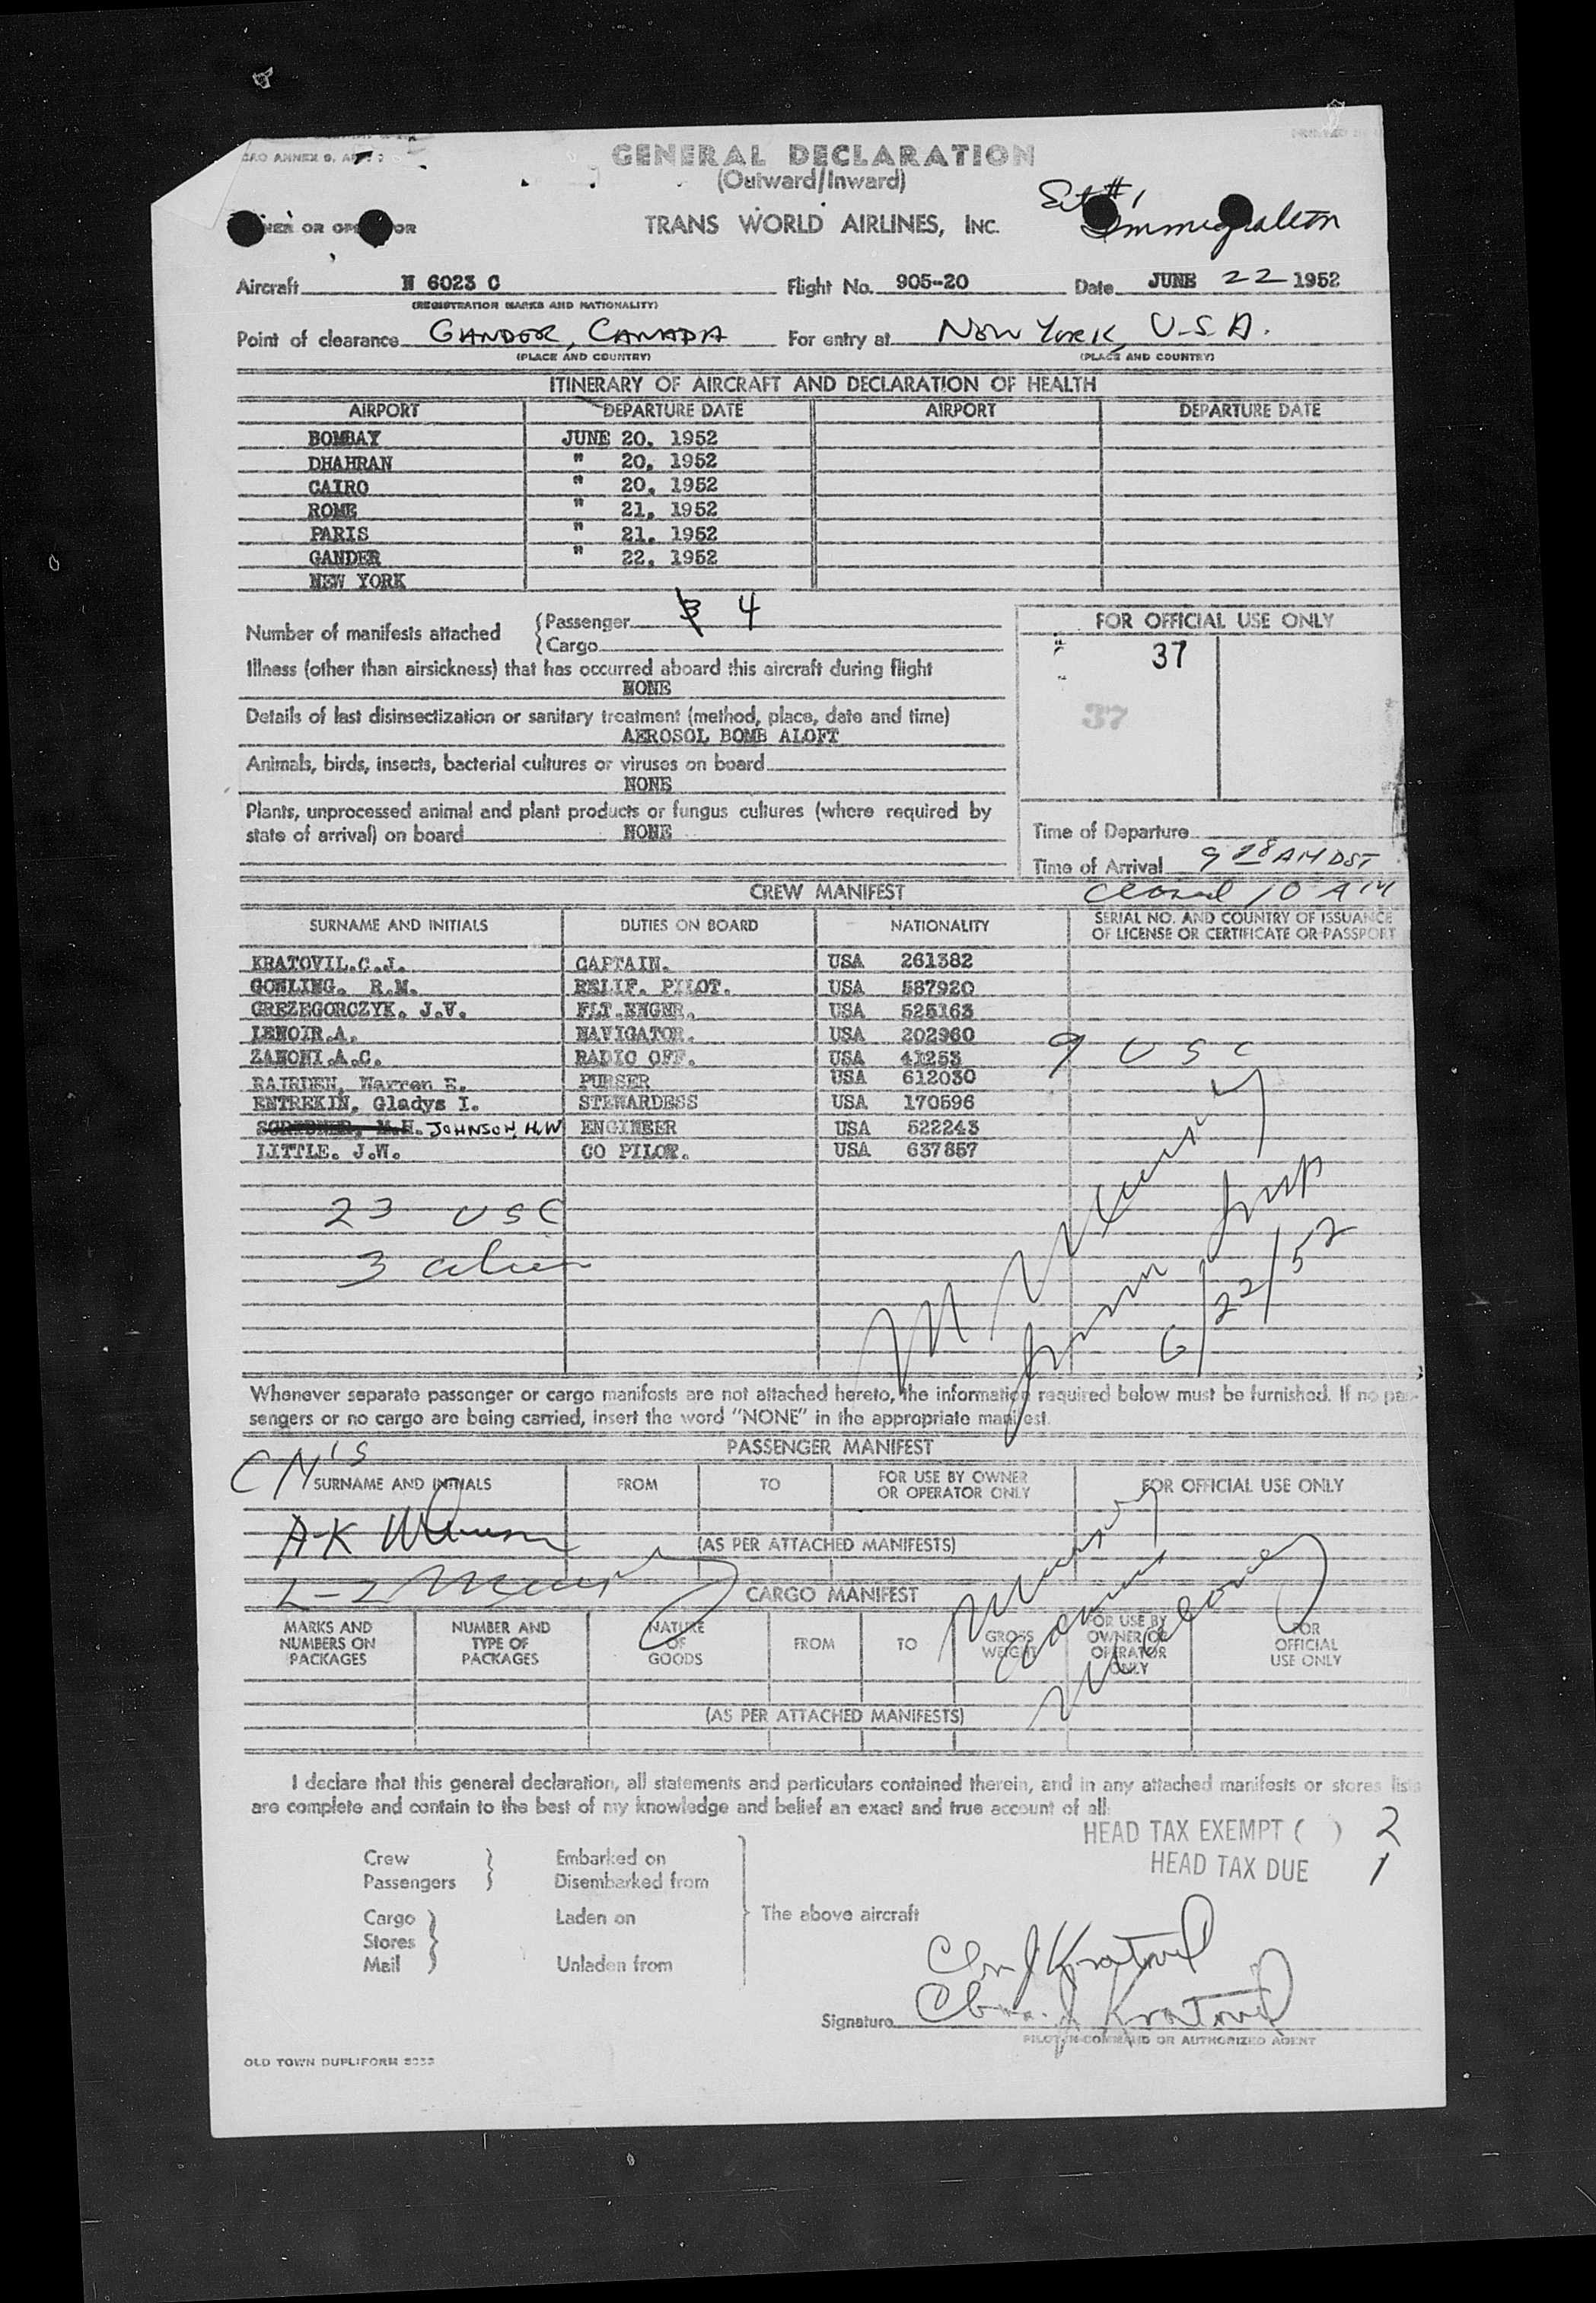 GENERAL DECLARATION
(Outward/Inward)
TRANS WORLD AIRLINES, INC.
Set #1
Immigration
Aircraft N 6023 C Flight No. 905-20 Date JUNE 22 1952
(REGISTRATION MARKS AND NATIONALITY)
Point of clearance GANDER, CANADA For entry at NEW YORK, U.S.A.
(PLACE AND COUNTRY) (PLACE AND COUNTRY)
ITINERARY OF AIRCRAFT AND DECLARATION OF HEALTH
AIRPORT DEPARTURE DATE AIRPORT DEPARTURE DATE
BOMBAY JUNE 20, 1952
DHAHRAN " 20, 1952
CAIRO " 20, 1952
ROME " 21, 1952
PARIS " 21, 1952
GANDER " 22, 1952
NEW YORK
Number of manifests attached
Passenger 3 4
Cargo
FOR OFFICIAL USE ONLY
37
37
Illness (other than airsickness) that has occurred aboard this aircraft during flight
NONE
Details of last disinsectization or sanitary treatment (method, place, date and time)
AEROSOL BOMB ALOFT
Animals, birds, insects, bacterial cultures or viruses on board
NONE
Plants, unprocessed animal and plant products or fungus cultures (where required by
state of arrival) on board NONE
Time of Departure
Time of Arrival 9 28 AM DST
Closed 10 AM
CREW MANIFEST
SURNAME AND INITIALS DUTIES ON BOARD NATIONALITY SERIAL NO. AND COUNTRY OF ISSUANCE
OF LICENSE OR CERTIFICATE OR PASSPORT
KRATOVIL.C.J. CAPTAIN. USA 261382
GOWLING. R.M. RELIF. PILOT. USA 587920
GREZEGORCZYK. J.V. FLT.ENGER. USA 525163
LENOIR.A. NAVIGATOR. USA 202960
ZANONI.A.C. RADIO OFF. USA 41253
RAIRDEN, Warren E. PURSER USA 612030
ENTREKIN, Gladys I. STEWARDESS USA 170596
SCRIBNER, M.H. JOHNSON, H.W ENGINEER USA 522243
LITTLE. J.W. CO PILOT. USA 637857
9 USC
23 USC
3 alien
6/22/52
Whenever separate passenger or cargo manifests are not attached hereto, the information required below must be furnished. If no pas-
sengers or no cargo are being carried, insert the word "NONE" in the appropriate manifest.
PASSENGER MANIFEST
SURNAME AND INITIALS FROM TO FOR USE BY OWNER
OR OPERATOR ONLY FOR OFFICIAL USE ONLY
A-K
(AS PER ATTACHED MANIFESTS)
L-Z
CARGO MANIFEST
MARKS AND
NUMBERS ON
PACKAGES
NUMBER AND
TYPE OF
PACKAGES
NATURE
OF
GOODS
FROM
TO
GROSS
WEIGHT
FOR USE BY
OWNER OR
OPERATOR
ONLY
FOR
OFFICIAL
USE ONLY
(AS PER ATTACHED MANIFESTS)
I declare that this general declaration, all statements and particulars contained therein, and in any attached manifests or stores lists
are complete and contain to the best of my knowledge and belief an exact and true account of all:
HEAD TAX EXEMPT ( ) 2
HEAD TAX DUE 1
Crew Embarked on
Passengers Disembarked from
Cargo Laden on
The above aircraft
Stores
Mail Unladen from
Chas J Kratovil
Signature Chas. J Kratovil
PILOT-IN-COMMAND OR AUTHORIZED AGENT
OLD TOWN DUPLIFORM